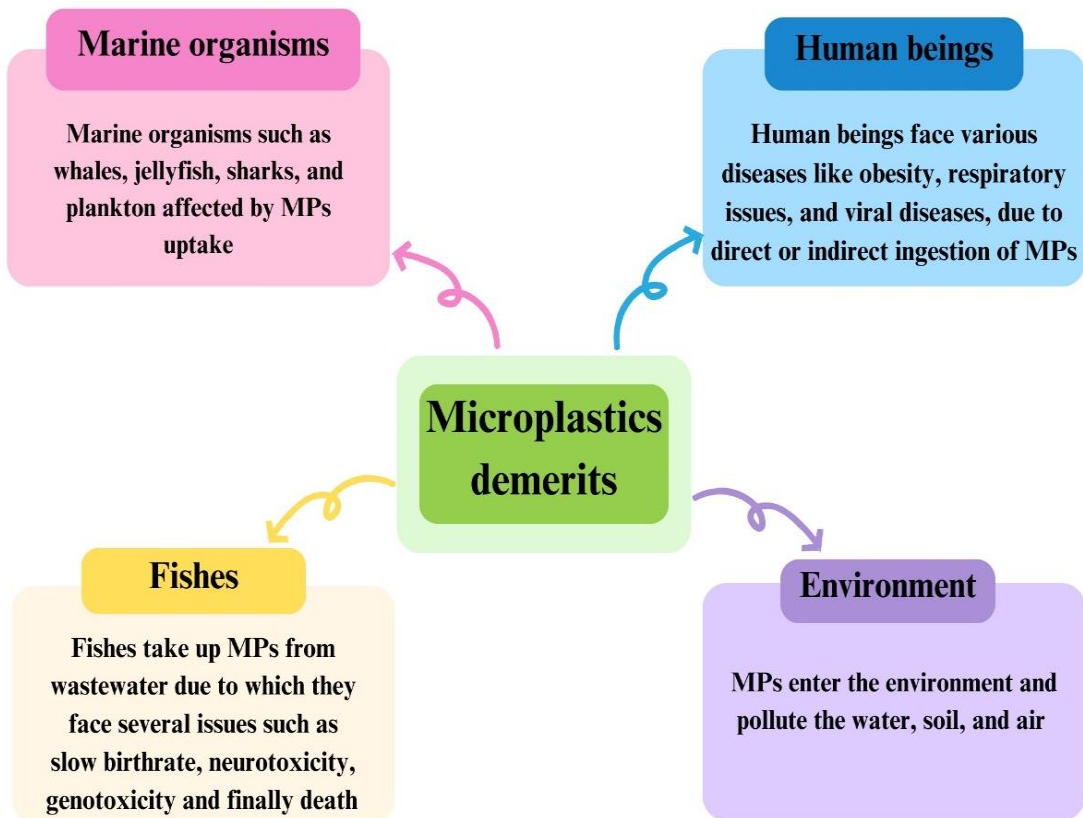 Marine organisms
Marine organisms such as
whales, jellyfish, sharks, and
plankton affected by MPs
uptake
Human beings
Human beings face various
diseases like obesity, respiratory
issues, and viral diseases, due to
direct or indirect ingestion of MPs
Microplastics
demerits
Fishes
Fishes take up MPs from
wastewater due to which they
face several issues such as
slow birthrate, neurotoxicity,
genotoxicity and finally death
Environment
MPs enter the environment and
pollute the water, soil, and air